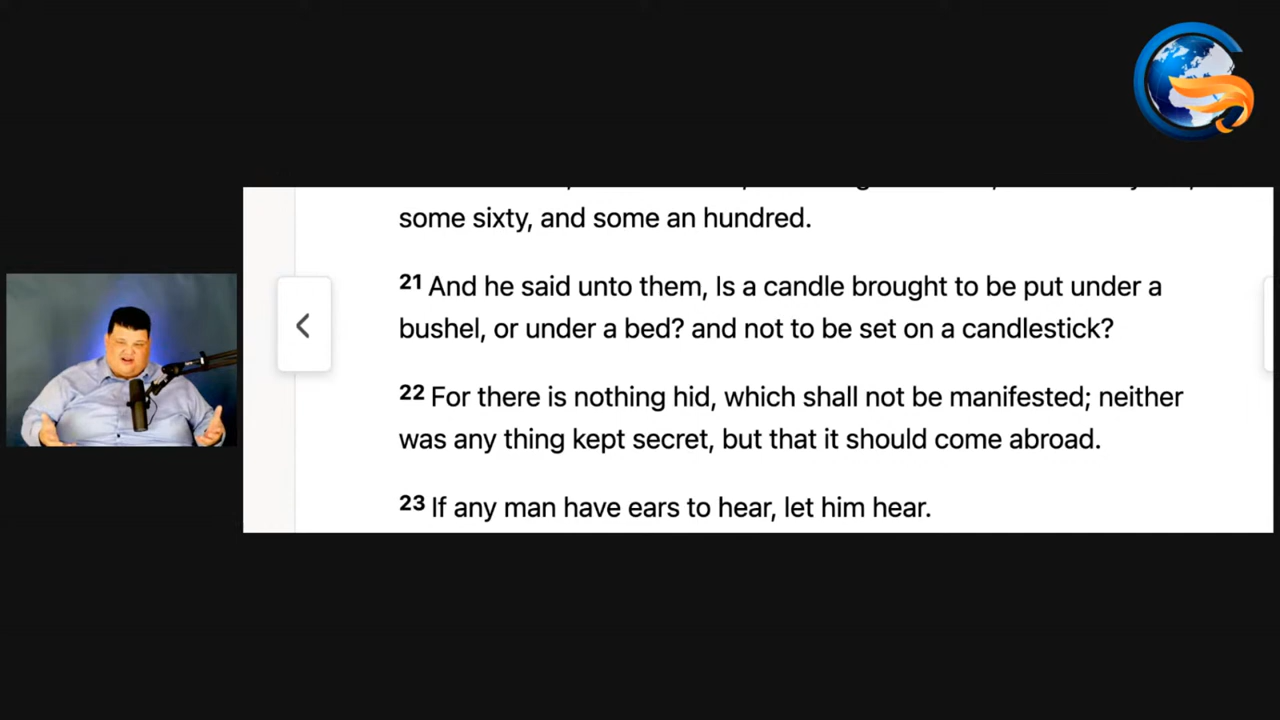 some sixty, and some an hundred.
21 And he said unto them, Is a candle brought to be put under a
bushel, or under a bed? and not to be set on a candlestick?
22 For there is nothing hid, which shall not be manifested; neither
was any thing kept secret, but that it should come abroad.
23 If any man have ears to hear, let him hear.